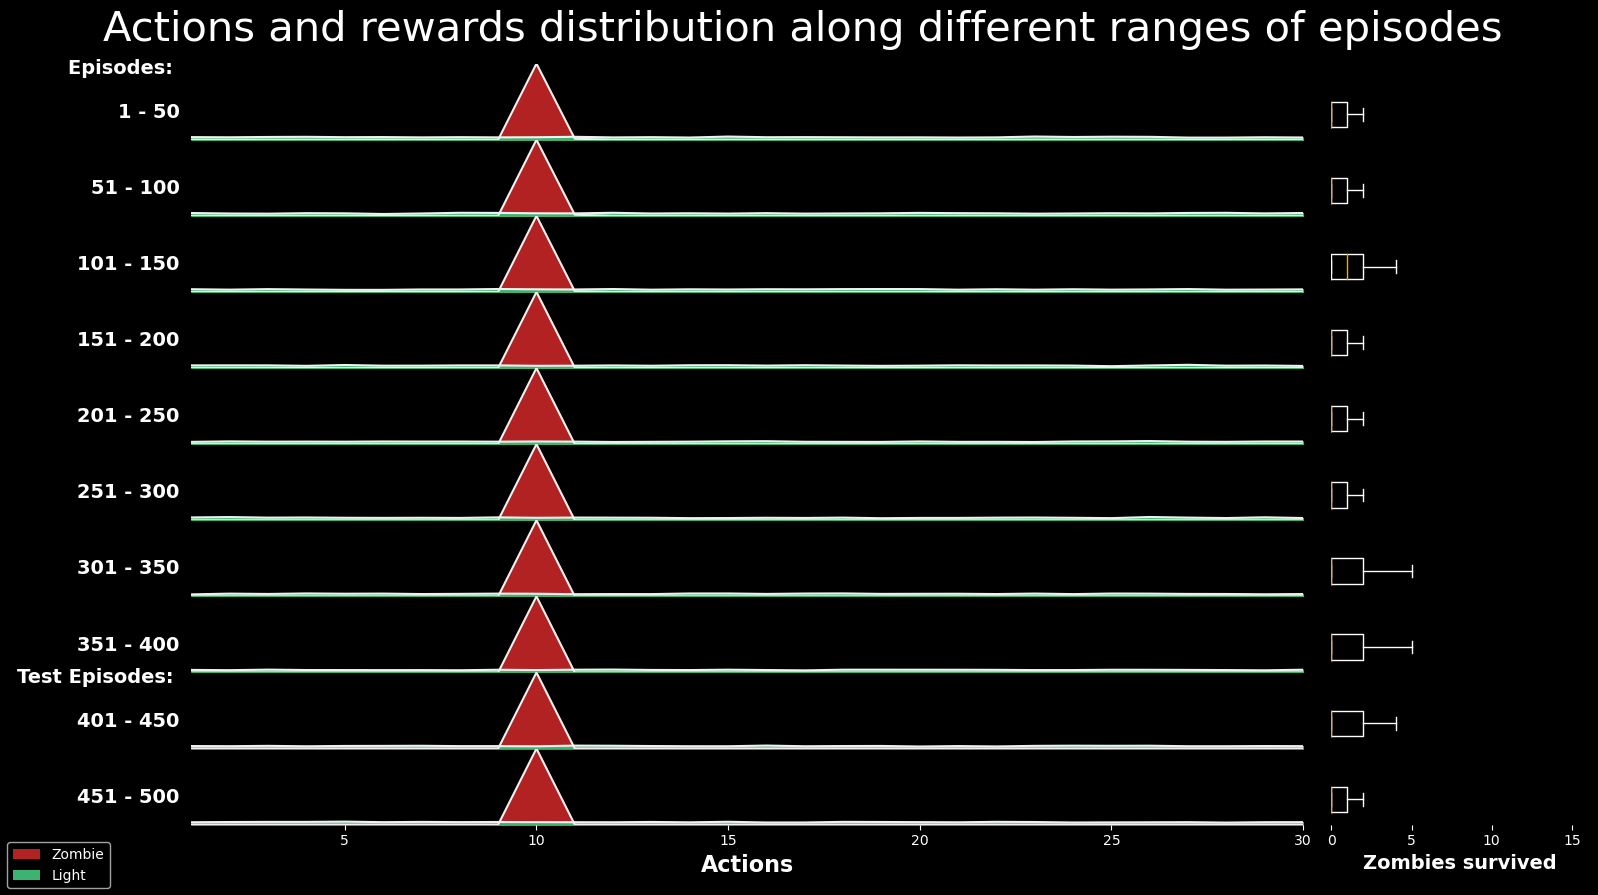 Actions and rewards distribution along different ranges of episodes
Episodes:
1 - 50
51 - 100
101 - 150
151 - 200
201 - 250
251 - 300
301 - 350
351 - 400
Test Episodes:
401 - 450
451 - 500
5 10 15 20 25 30
0 5 10 15
Actions
Zombies survived
Zombie
Light